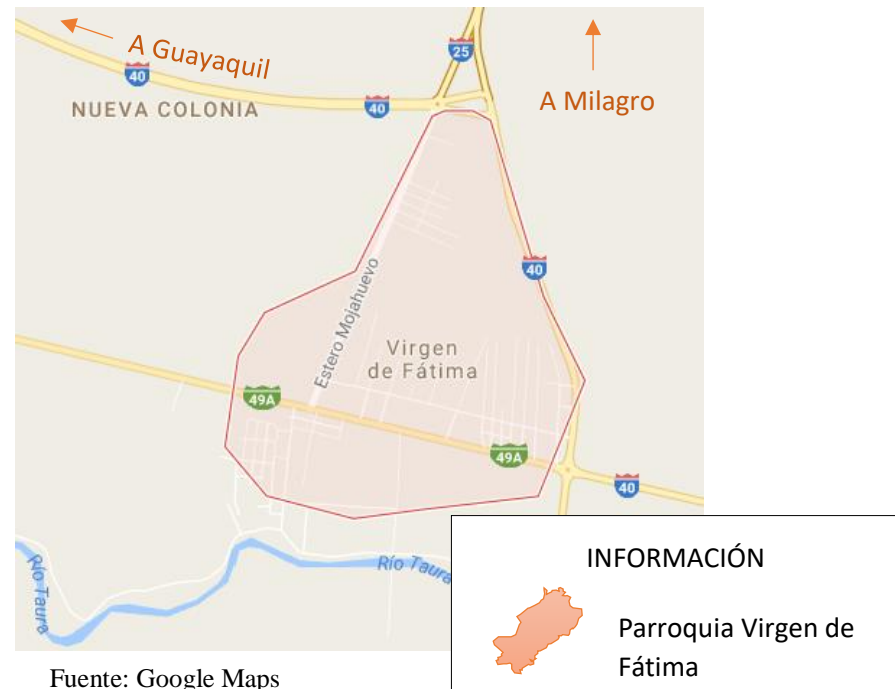 A Guayaquil
25
A Milagro
40
NUEVA COLONIA
40
40
Estero Mojahuevo
Virgen
de Fátima
49A
49A
40
Río Taura
Río Taura
INFORMACIÓN
Parroquia Virgen de
Fátima
Fuente: Google Maps